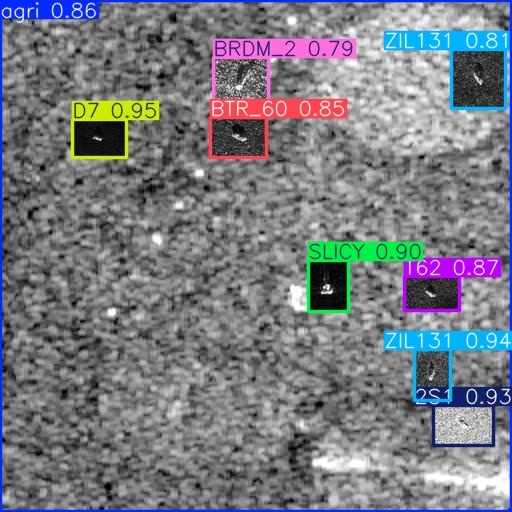 agri 0.86
BRDM_2 0.79
ZIL131 0.81
D7 0.95
BTR_60 0.85
SLICY 0.90
T62 0.87
ZIL131 0.94
2S1 0.93